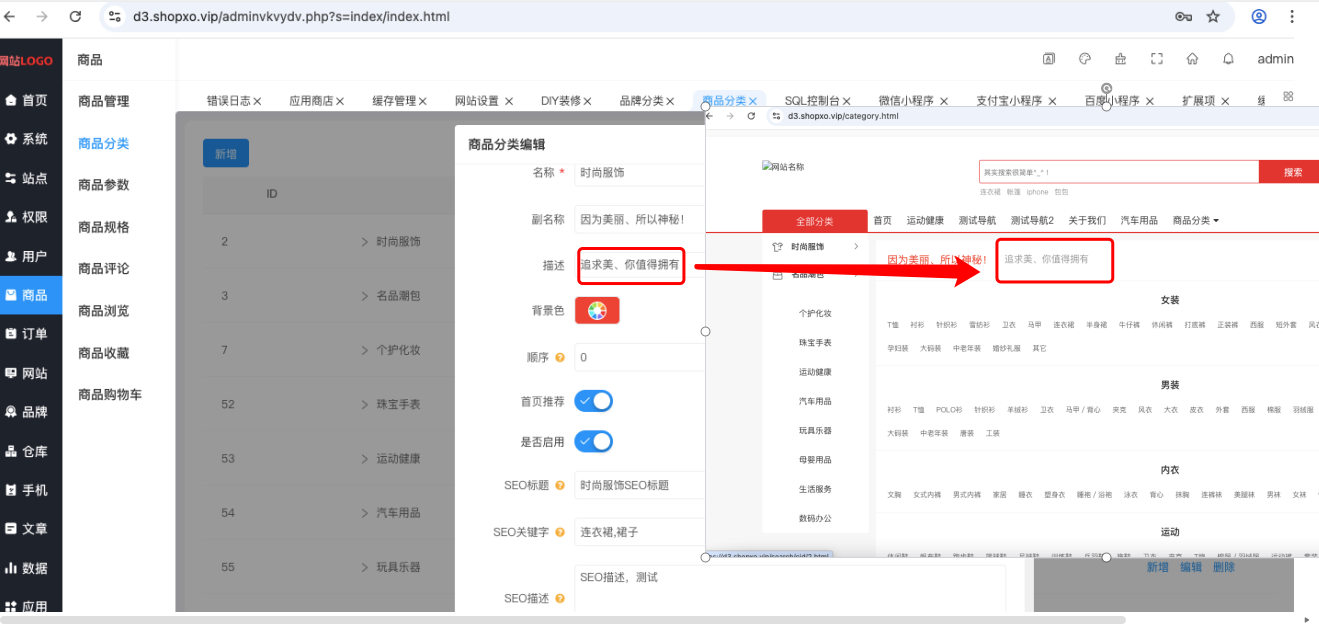 d3.shopxo.vip/adminvkvydv.php?s=index/index.html
网站LOGO
商品
admin
首页
系统
站点
权限
用户
商品
订单
网站
品牌
仓库
手机
文章
数据
应用
商品管理
商品分类
商品参数
商品规格
商品评论
商品浏览
商品收藏
商品购物车
错误日志
应用商店
缓存管理
网站设置
DIY装修
品牌分类
商品分类
SQL控制台
微信小程序
支付宝小程序
百度小程序
扩展项
新增
ID
2
时尚服饰
3
名品潮包
7
个护化妆
52
珠宝手表
53
运动健康
54
汽车用品
55
玩具乐器
商品分类编辑
名称 *
时尚服饰
副名称
因为美丽、所以神秘!
描述
追求美、你值得拥有
背景色
顺序
0
首页推荐
是否启用
SEO标题
时尚服饰SEO标题
SEO关键字
连衣裙,裙子
SEO描述
SEO描述，测试
d3.shopxo.vip/category.html
网站名称
其实搜索很简单^_^ !
搜索
连衣裙 帐篷 iphone 包包
全部分类 首页 运动健康 测试导航 测试导航2 关于我们 汽车用品 商品分类
时尚服饰
名品潮包
个护化妆
珠宝手表
运动健康
汽车用品
玩具乐器
母婴用品
生活服务
数码办公
因为美丽、所以神秘!
追求美、你值得拥有
女装
T恤 衬衫 针织衫 雪纺衫 卫衣 马甲 连衣裙 半身裙 牛仔裤 休闲裤 打底裤 正装裤 西服 短外套
孕妇装 大码装 中老年装 婚纱礼服 其它
男装
衬衫 T恤 POLO衫 针织衫 羊绒衫 卫衣 马甲 / 背心 夹克 风衣 大衣 皮衣 外套 西服 棉服 羽绒服
大码装 中老年装 唐装 工装
内衣
文胸 女式内裤 男式内裤 家居 睡衣 塑身衣 睡袍 / 浴袍 泳衣 背心 抹胸 连裤袜 美腿袜 男袜 女袜
运动
新增 编辑 删除